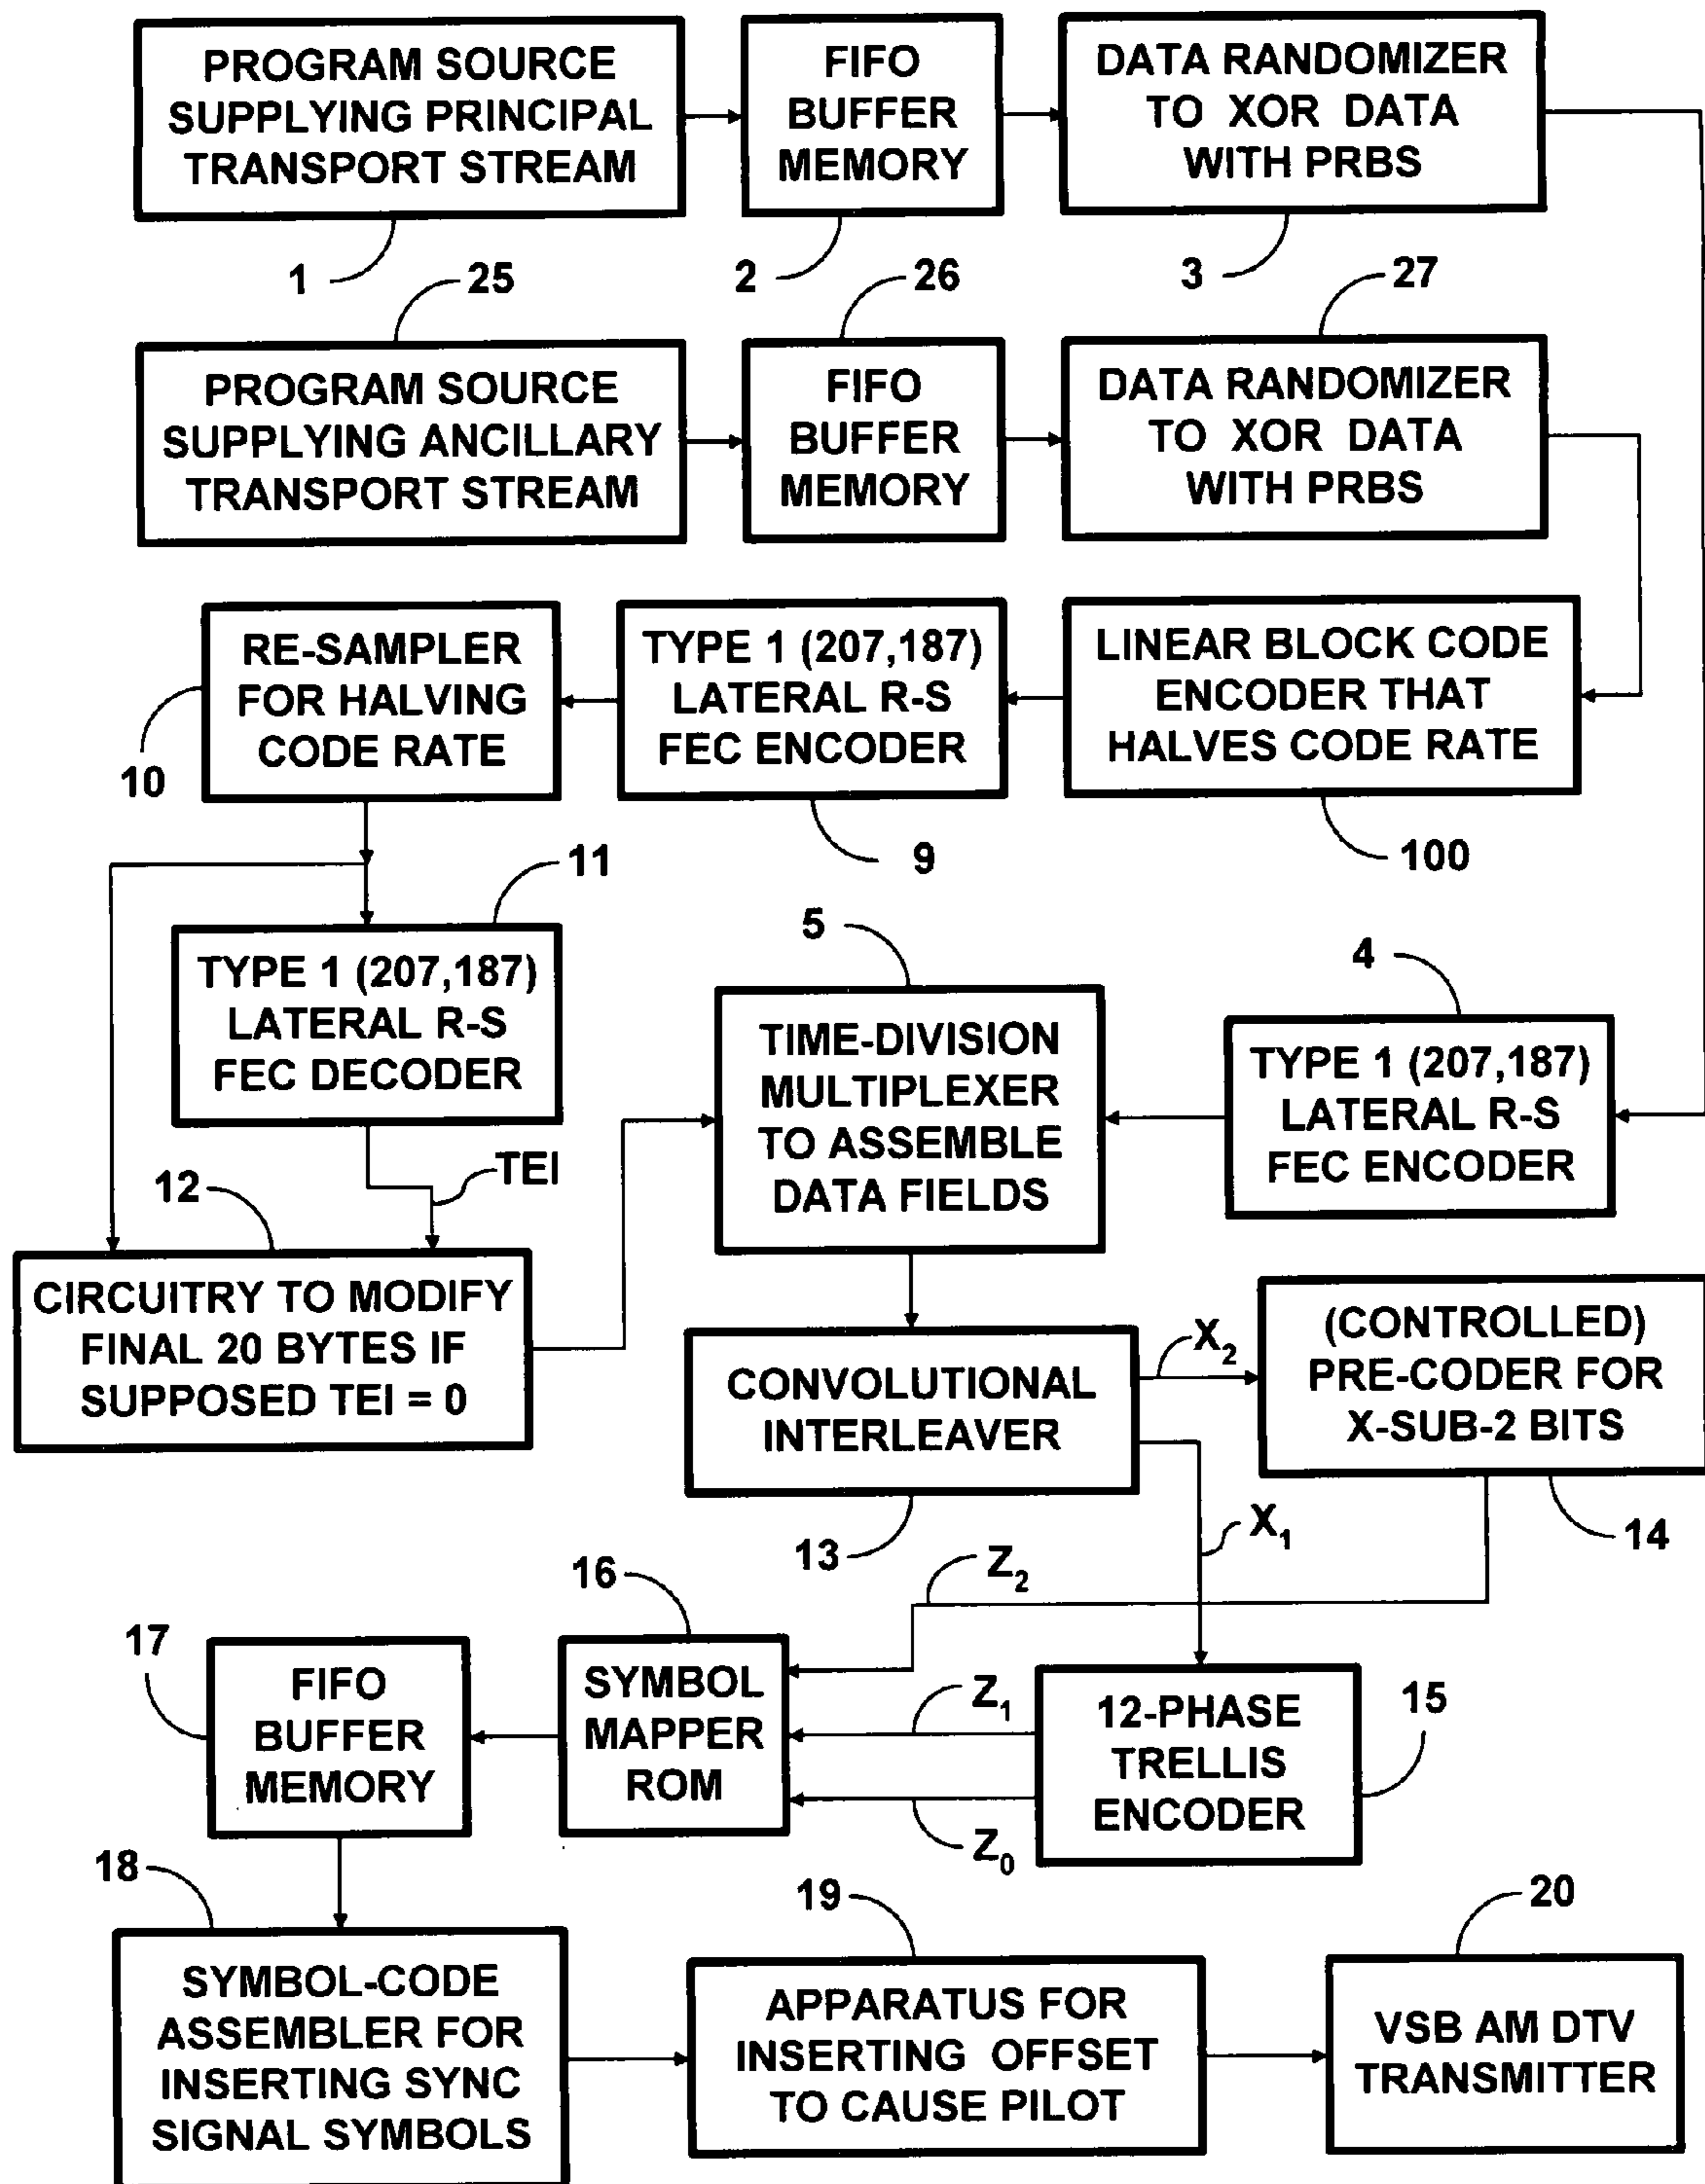 PROGRAM SOURCE
SUPPLYING PRINCIPAL
TRANSPORT STREAM
FIFO
BUFFER
MEMORY
DATA RANDOMIZER
TO XOR DATA
WITH PRBS
1
25
2
26
3
27
PROGRAM SOURCE
SUPPLYING ANCILLARY
TRANSPORT STREAM
FIFO
BUFFER
MEMORY
DATA RANDOMIZER
TO XOR DATA
WITH PRBS
RE-SAMPLER
FOR HALVING
CODE RATE
TYPE 1 (207,187)
LATERAL R-S
FEC ENCODER
LINEAR BLOCK CODE
ENCODER THAT
HALVES CODE RATE
10
9
100
11
5
4
TYPE 1 (207,187)
LATERAL R-S
FEC DECODER
TIME-DIVISION
MULTIPLEXER
TO ASSEMBLE
DATA FIELDS
TYPE 1 (207,187)
LATERAL R-S
FEC ENCODER
TEI
12
CIRCUITRY TO MODIFY
FINAL 20 BYTES IF
SUPPOSED TEI = 0
CONVOLUTIONAL
INTERLEAVER
X₂
(CONTROLLED)
PRE-CODER FOR
X-SUB-2 BITS
13
X₁
14
16
Z₂
17
FIFO
BUFFER
MEMORY
SYMBOL
MAPPER
ROM
Z₁
Z₀
12-PHASE
TRELLIS
ENCODER
15
18
19
20
SYMBOL-CODE
ASSEMBLER FOR
INSERTING SYNC
SIGNAL SYMBOLS
APPARATUS FOR
INSERTING OFFSET
TO CAUSE PILOT
VSB AM DTV
TRANSMITTER